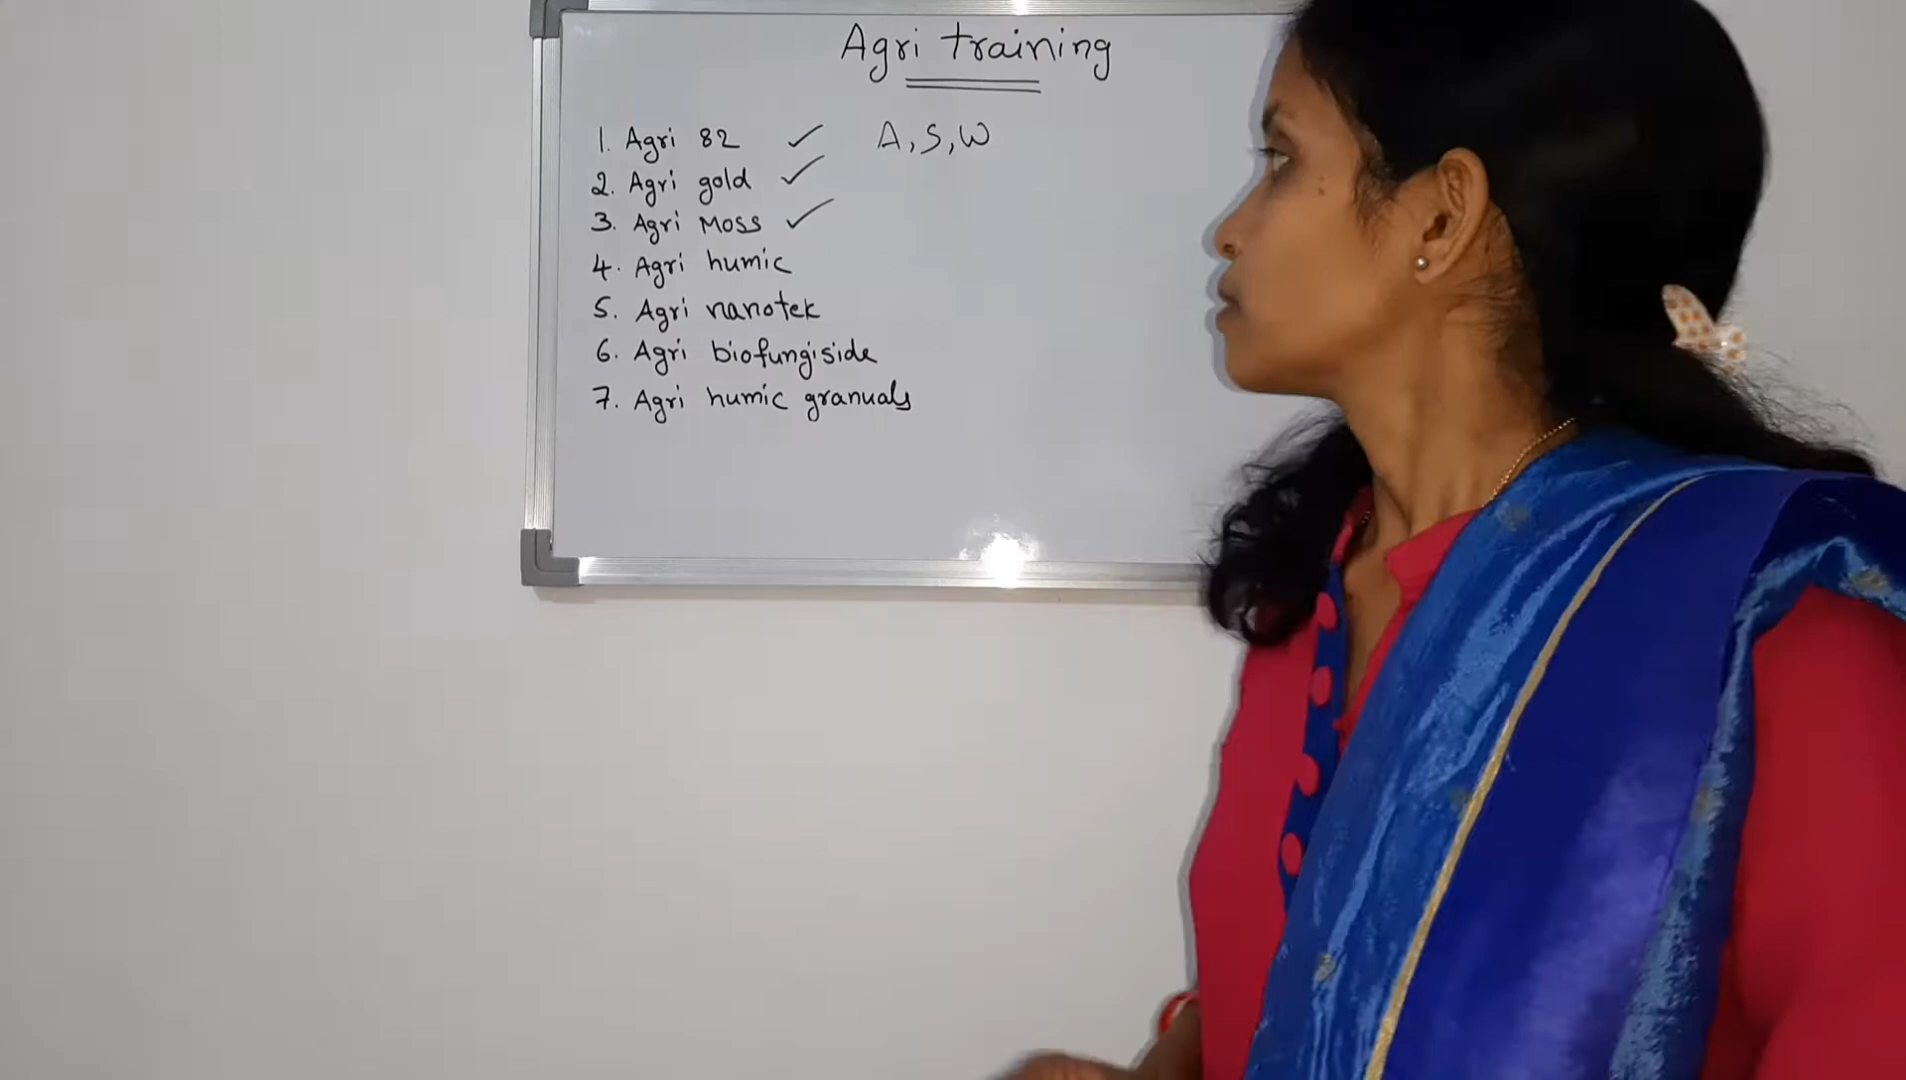 Agri training
1. Agri 82 ✓ A, S, W
2. Agri gold ✓
3. Agri Moss ✓
4. Agri humic
5. Agri nanotek
6. Agri biofungiside
7. Agri humic granuals